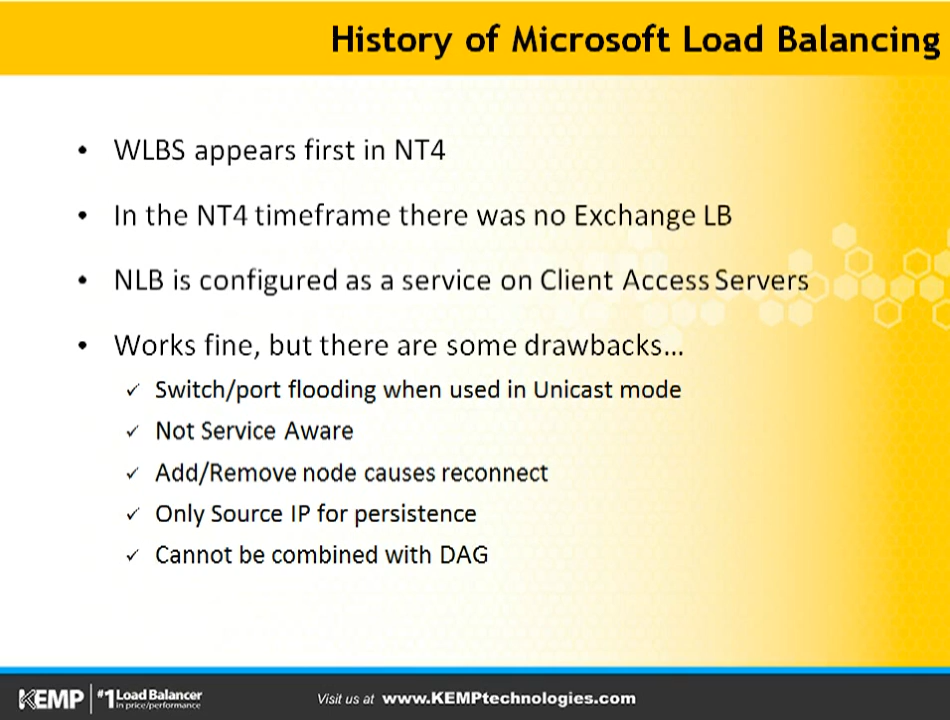 History of Microsoft Load Balancing
• WLBS appears first in NT4
• In the NT4 timeframe there was no Exchange LB
• NLB is configured as a service on Client Access Servers
• Works fine, but there are some drawbacks...
✓ Switch/port flooding when used in Unicast mode
✓ Not Service Aware
✓ Add/Remove node causes reconnect
✓ Only Source IP for persistence
✓ Cannot be combined with DAG
KEMP #1 Load Balancer
in price/performance
Visit us at www.KEMPtechnologies.com